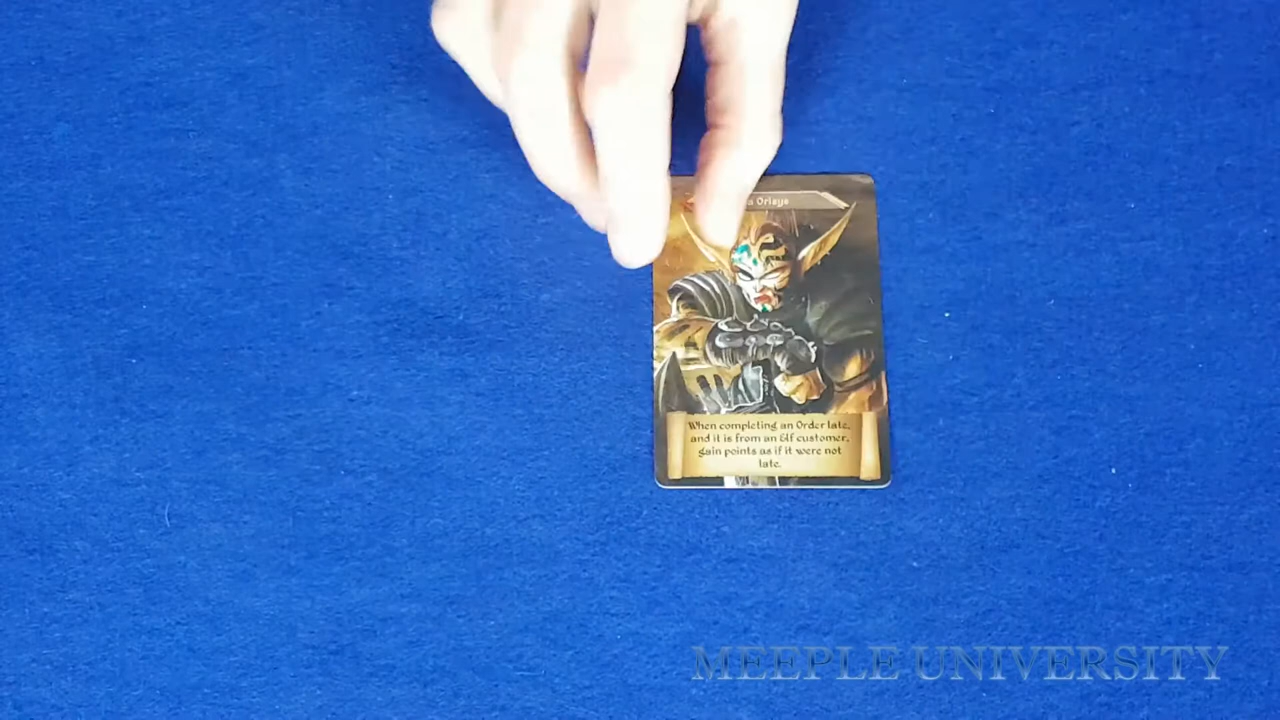 Orisys
When completing an Order late,
and it is from an Elf customer,
gain points as if it were not
late.
MEEPLE UNIVERSITY